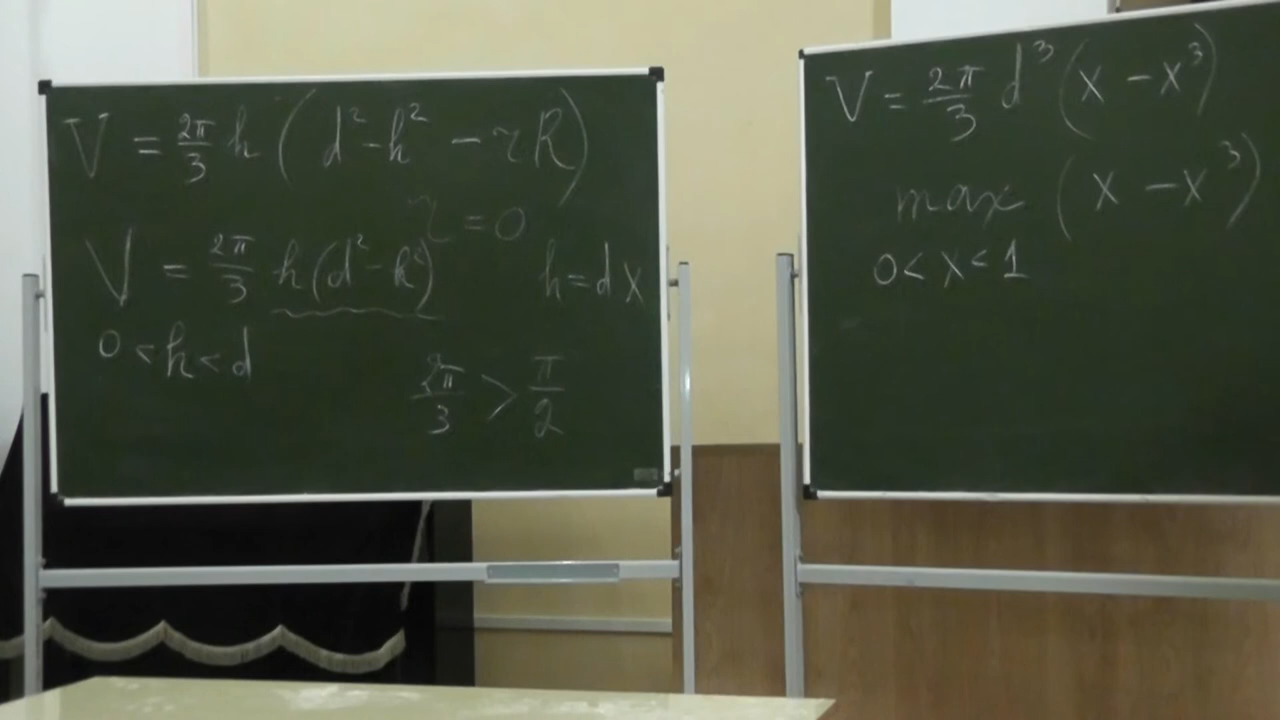 V = 2π/3 h (d² - h² - rR)
r = 0
V = 2π/3 h(d² - h²)
h = dx
0 < h < d
2π/3 > π/2
V = 2π/3 d³ (x - x³)
max (x - x³)
0 < x < 1